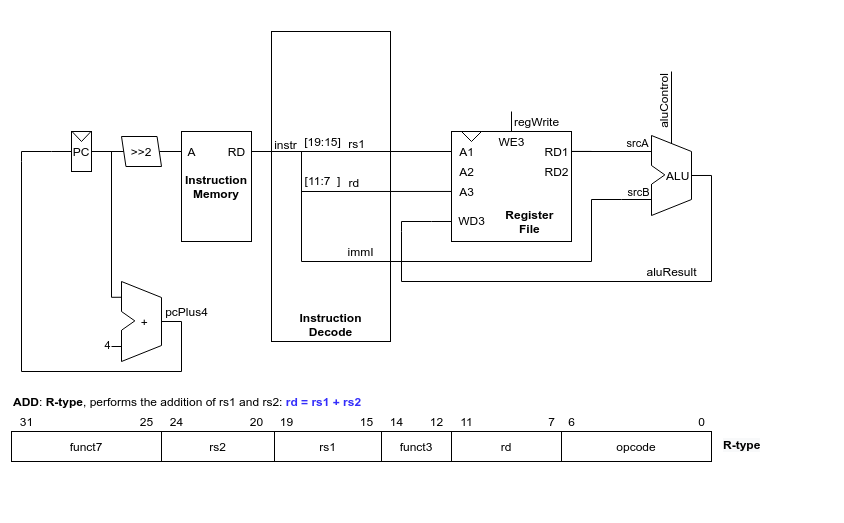 aluControl
regWrite
PC
>>2
A
RD
Instruction
Memory
instr
[19:15]
rs1
[11:7 ]
rd
immI
Instruction
Decode
A1
A2
A3
WD3
WE3
RD1
RD2
Register
File
srcA
srcB
ALU
aluResult
pcPlus4
+
4
ADD: R-type, performs the addition of rs1 and rs2: rd = rs1 + rs2
31 25 24 20 19 15 14 12 11 7 6 0
funct7 rs2 rs1 funct3 rd opcode R-type